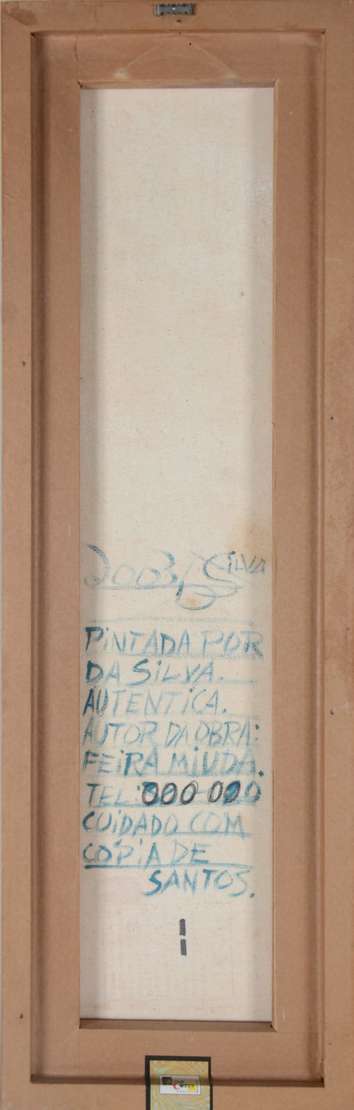 SILVA
PINTADA POR
DA SILVA.
AUTENTICA.
AUTOR DA OBRA:
FEIRA MIUDA.
TEL: 000 000
CUIDADO COM
CÓPIA DE
SANTOS.